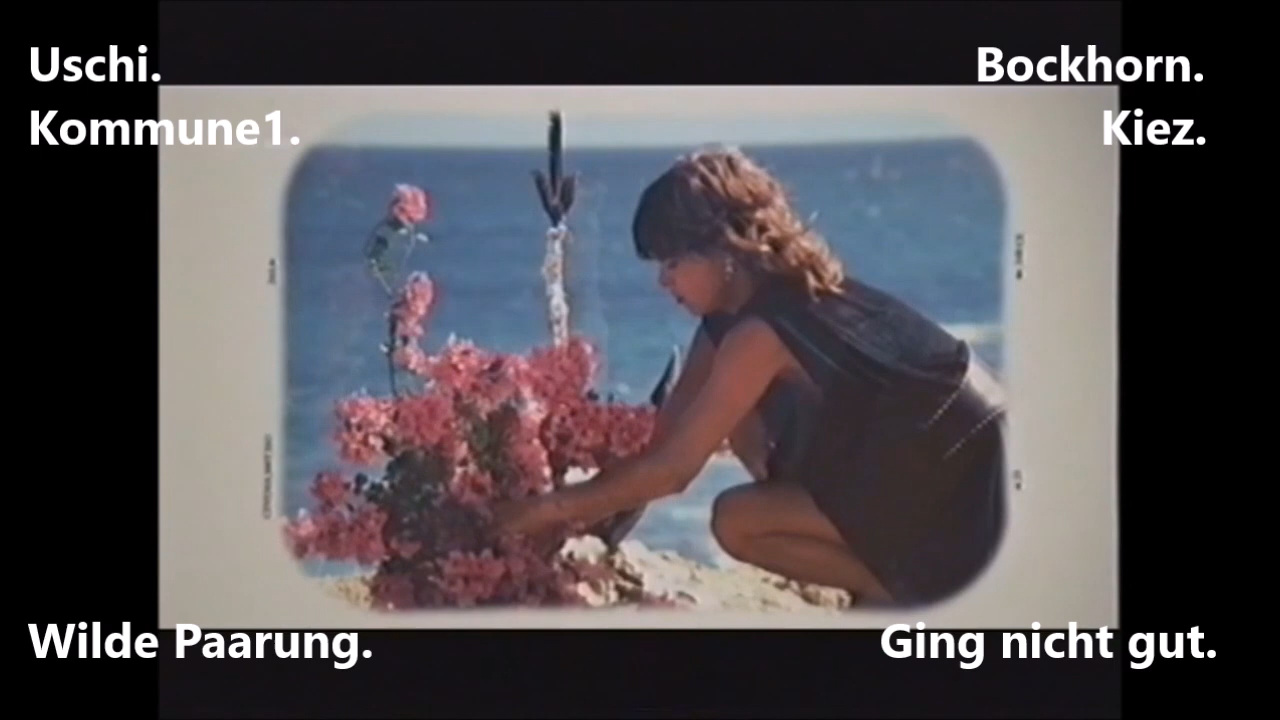 Uschi.
Kommune1.
Bockhorn.
Kiez.
Wilde Paarung.
Ging nicht gut.